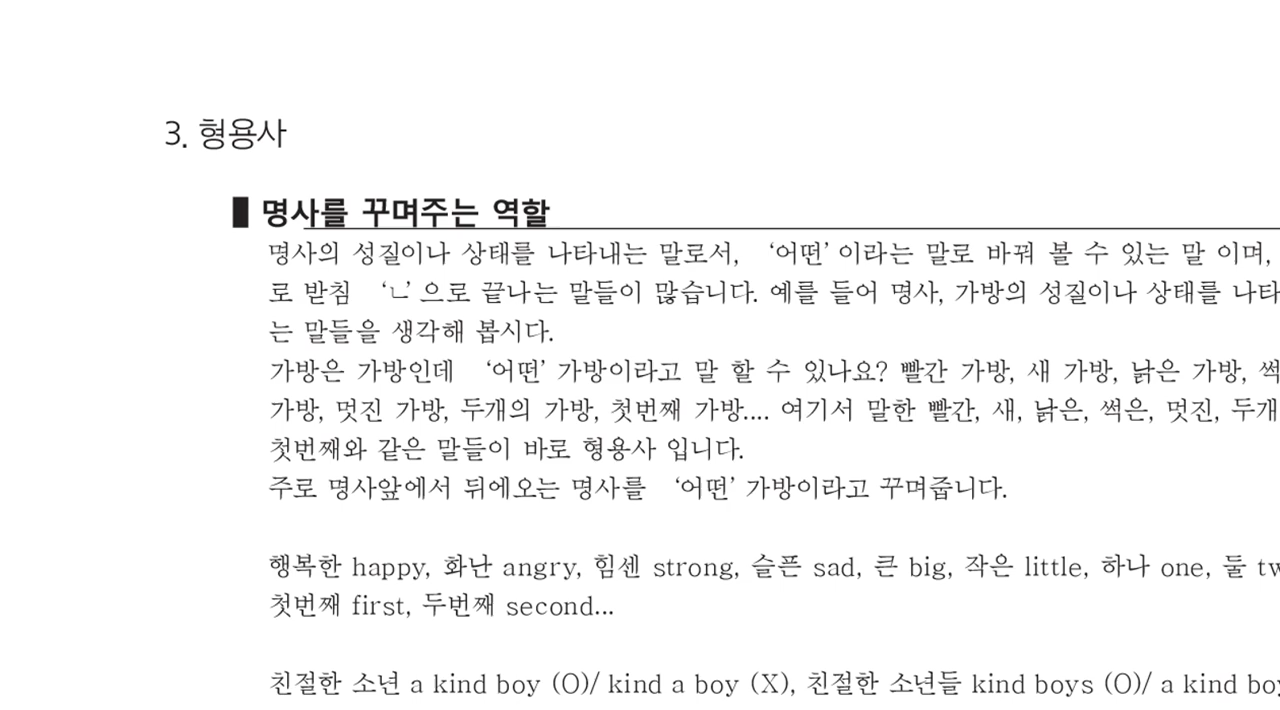 3. 형용사
명사를 꾸며주는 역할
명사의 성질이나 상태를 나타내는 말로서, ‘어떤’ 이라는 말로 바꿔 볼 수 있는 말 이며,
로 받침 ‘ㄴ’ 으로 끝나는 말들이 많습니다. 예를 들어 명사, 가방의 성질이나 상태를 나타
는 말들을 생각해 봅시다.
가방은 가방인데 ‘어떤’ 가방이라고 말 할 수 있나요? 빨간 가방, 새 가방, 낡은 가방, 썩
가방, 멋진 가방, 두개의 가방, 첫번째 가방.... 여기서 말한 빨간, 새, 낡은, 썩은, 멋진, 두개
첫번째와 같은 말들이 바로 형용사 입니다.
주로 명사앞에서 뒤에오는 명사를 ‘어떤’ 가방이라고 꾸며줍니다.
행복한 happy, 화난 angry, 힘센 strong, 슬픈 sad, 큰 big, 작은 little, 하나 one, 둘 tw
첫번째 first, 두번째 second...
친절한 소년 a kind boy (O)/ kind a boy (X), 친절한 소년들 kind boys (O)/ a kind boy